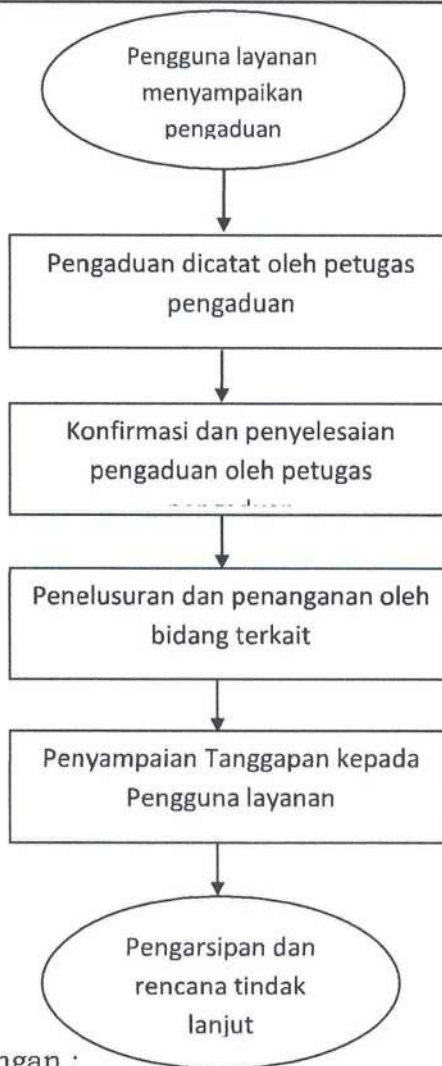 Pengguna layanan
menyampaikan
pengaduan
Pengaduan dicatat oleh petugas
pengaduan
Konfirmasi dan penyelesaian
pengaduan oleh petugas
Penelusuran dan penanganan oleh
bidang terkait
Penyampaian Tanggapan kepada
Pengguna layanan
Pengarsipan dan
rencana tindak
lanjut
ngan :